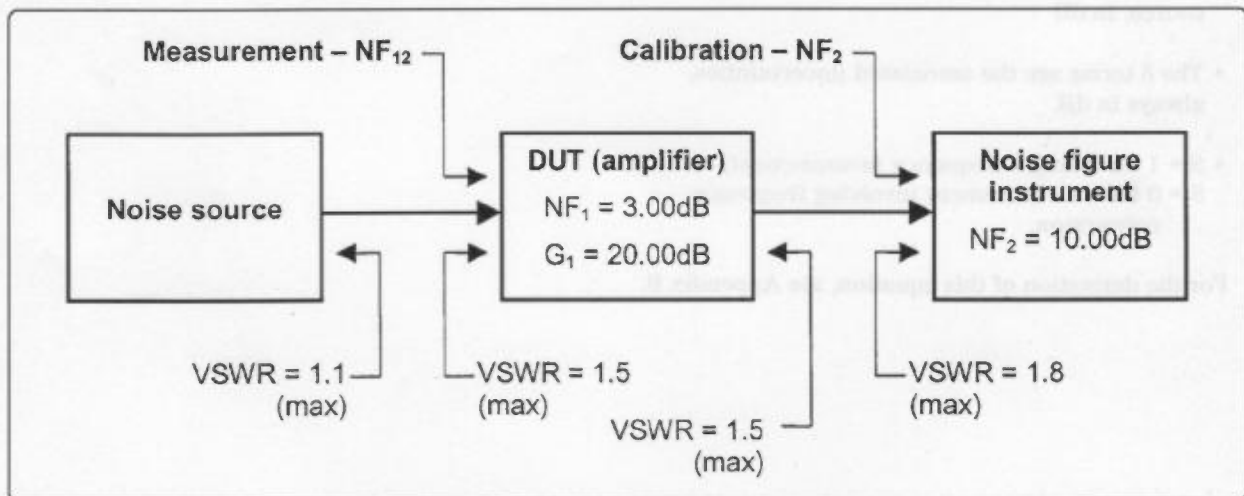 Measurement – NF12
Calibration – NF2
Noise source
DUT (amplifier)
NF1 = 3.00dB
G1 = 20.00dB
Noise figure
instrument
NF2 = 10.00dB
VSWR = 1.1
(max)
VSWR = 1.5
(max)
VSWR = 1.5
(max)
VSWR = 1.8
(max)